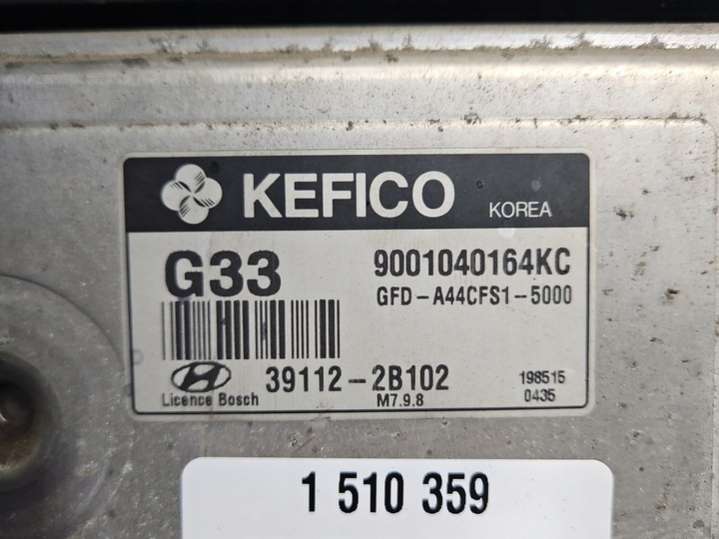 KEFICO KOREA
G33 9001040164KC
GFD-A44CFS1-5000
39112-2B102 198515
Licence Bosch M7.9.8 0435
1 510 359